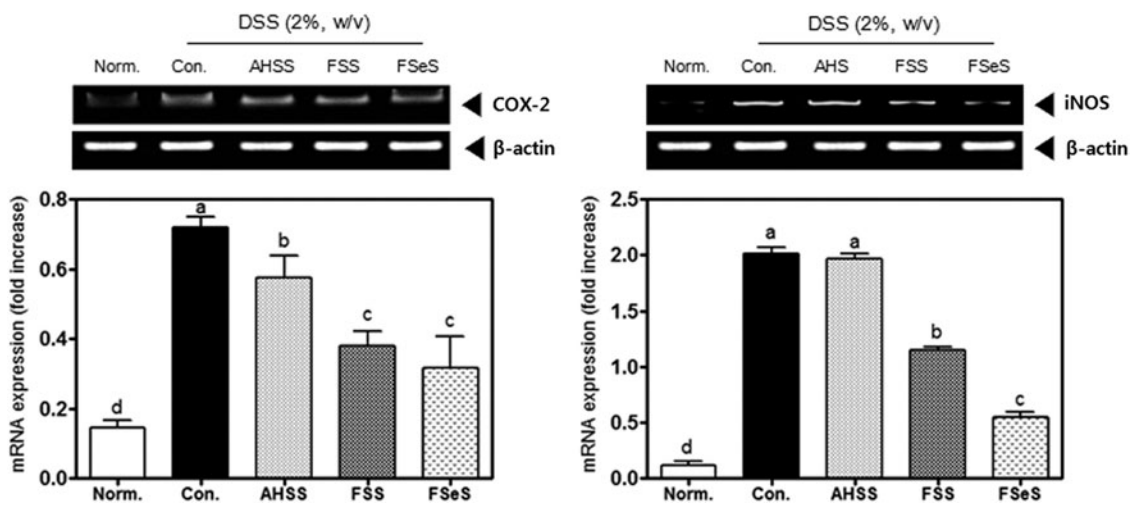 DSS (2%, w/v)
Norm. Con. AHSS FSS FSeS
COX-2
β-actin
mRNA expression (fold increase)
0.8
0.6
0.4
0.2
0.0
d a b c c
Norm. Con. AHSS FSS FSeS
DSS (2%, w/v)
Norm. Con. AHS FSS FSeS
iNOS
β-actin
mRNA expression (fold increase)
2.5
2.0
1.5
1.0
0.5
0.0
d a a b c
Norm. Con. AHSS FSS FSeS